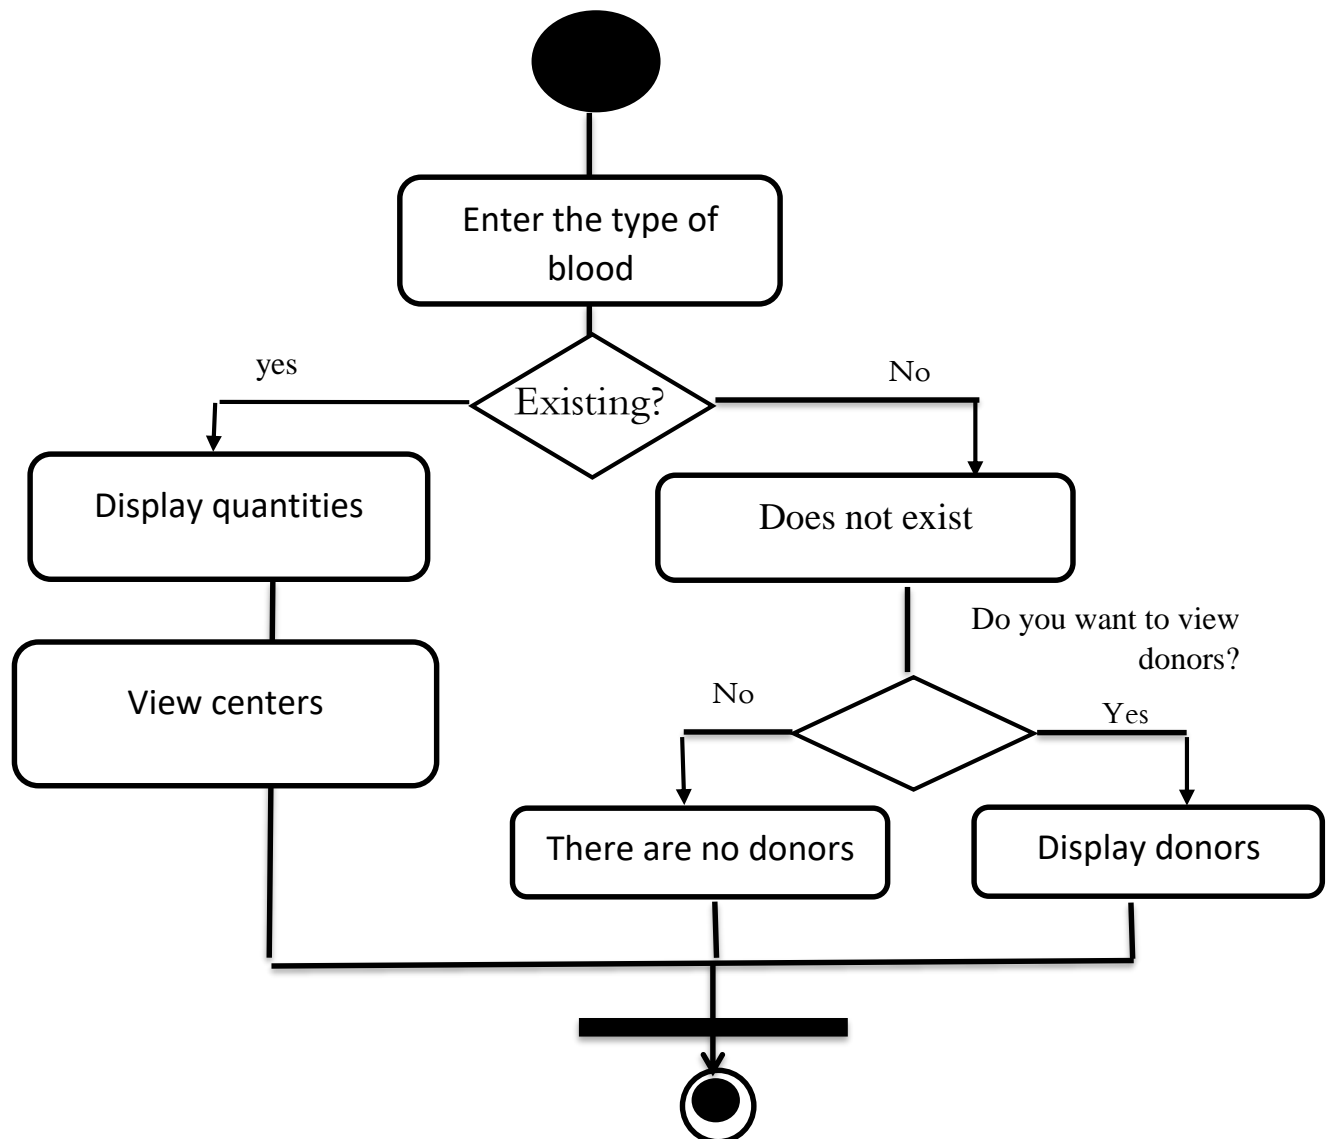 Enter the type of
blood
yes
No
Existing?
Display quantities
Does not exist
Do you want to view
donors?
View centers
No
Yes
There are no donors
Display donors